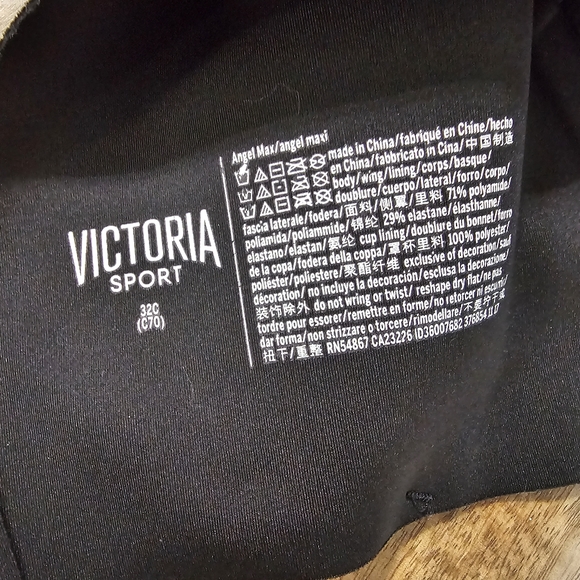 VICTORIA
SPORT
32C
(C70)
Angel Max/angel maxi
made in China/fabriqué en Chine/hecho
en China/fabbricato in Cina/中国制造
body/wing/lining/corps/basque/
doublure/cuerpo/lateral/forro/corpo/
fascia laterale/fodera/面料/侧翼/里料 71% polyamide/
poliamida/poliammide/锦纶 29% elastane/élasthanne/
elastano/elastan/氨纶 cup lining/doublure du bonnet/forro
de la copa/fodera della coppa/罩杯里料 100% polyester/
poliéster/poliestere/聚酯纤维 exclusive of decoration/sauf
décoration/ no incluye la decoración/esclusa la decorazione/
装饰除外 do not wring or twist/ reshape dry flat/ne pas
tordre pour essorer/remettre en forme/no retorcer ni escurrir/
dar forma/non strizzare o torcere/rimodellare/不要拧干或
扭干/重整 RN54867 CA23226 ID36007682 376854 11 17